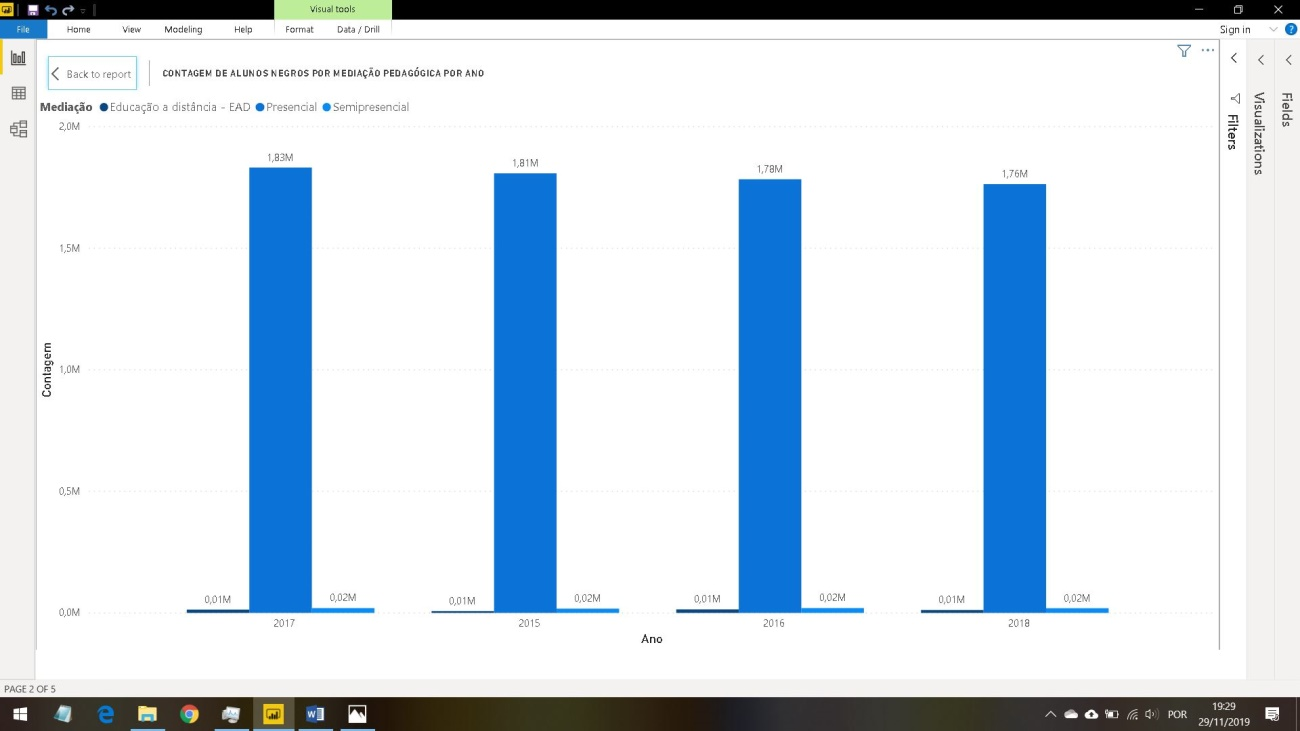 Visual tools
File Home View Modeling Help Format Data / Drill Sign in
Back to report
CONTAGEM DE ALUNOS NEGROS POR MEDIAÇÃO PEDAGÓGICA POR ANO
Mediação Educação a distância - EAD Presencial Semipresencial
2,0M
1,5M
1,0M
0,5M
0,0M
Contagem
1,83M
1,81M
1,78M
1,76M
0,01M
0,02M
0,01M
0,02M
0,01M
0,02M
0,01M
0,02M
2017 2015 2016 2018
Ano
Filters
Visualizations
Fields
PAGE 2 OF 5
POR
19:29
29/11/2019